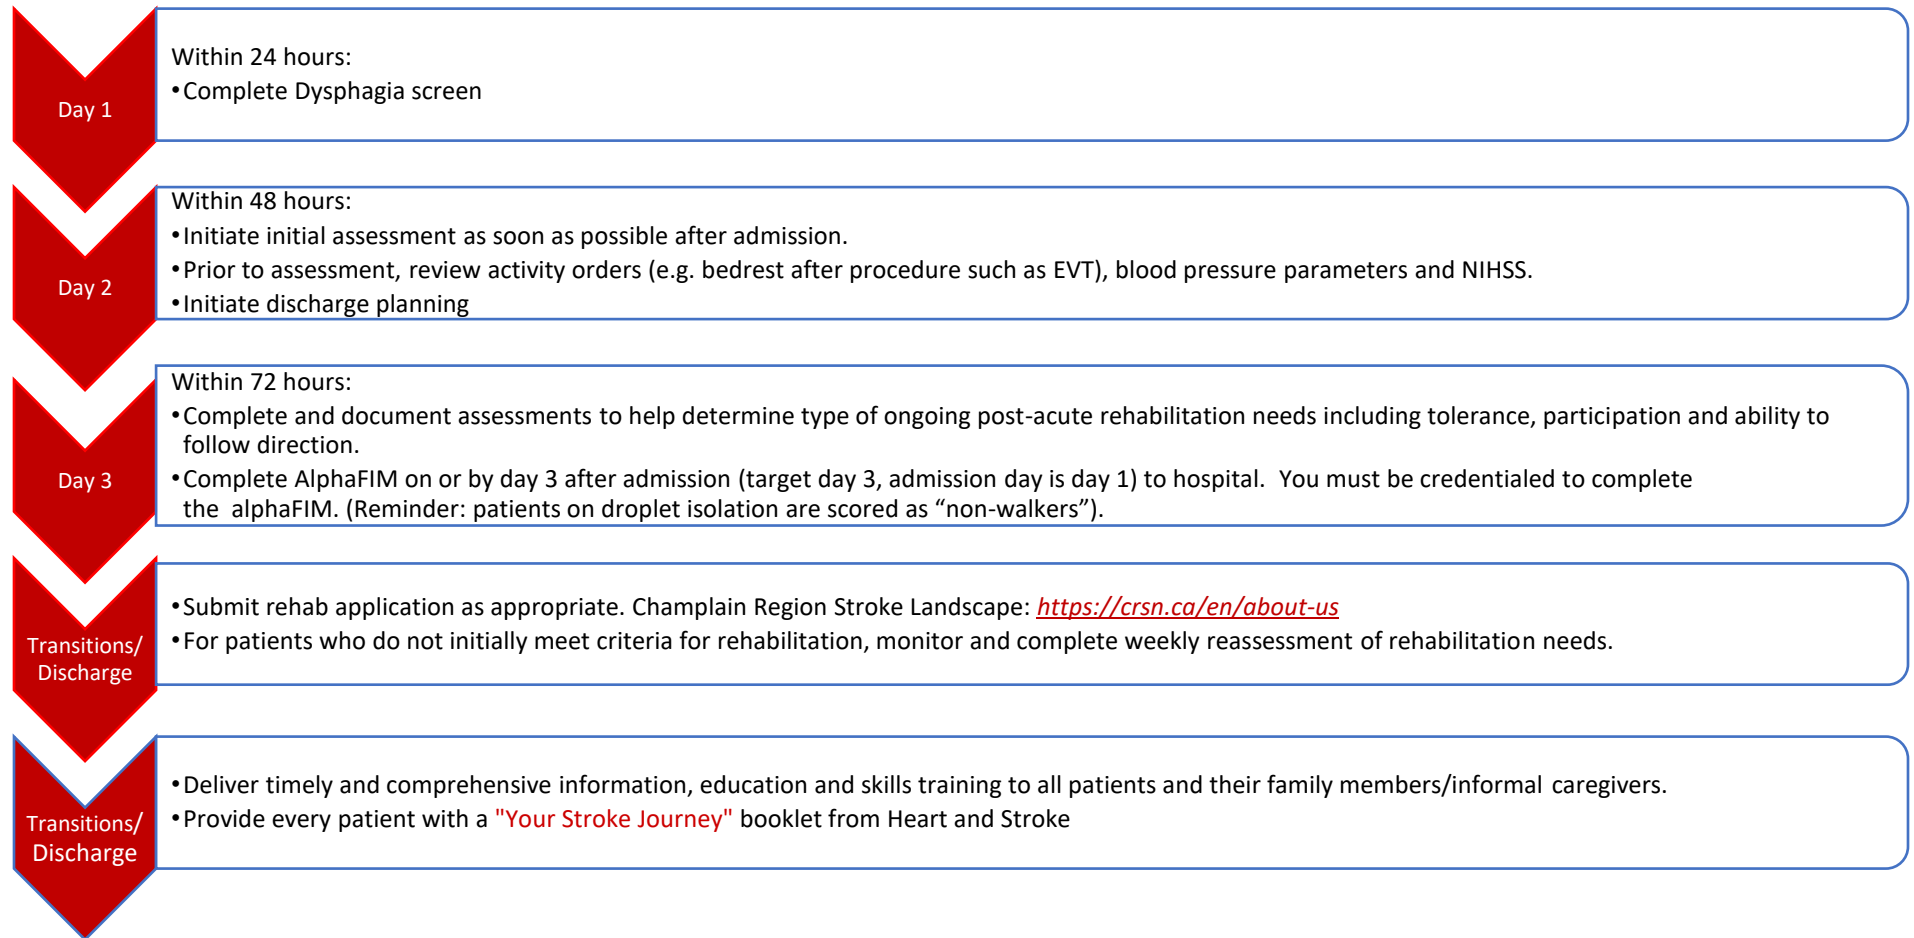 Day 1
Within 24 hours:
•Complete Dysphagia screen
Day 2
Within 48 hours:
•Initiate initial assessment as soon as possible after admission.
•Prior to assessment, review activity orders (e.g. bedrest after procedure such as EVT), blood pressure parameters and NIHSS.
•Initiate discharge planning
Day 3
Within 72 hours:
•Complete and document assessments to help determine type of ongoing post-acute rehabilitation needs including tolerance, participation and ability to
follow direction.
•Complete AlphaFIM on or by day 3 after admission (target day 3, admission day is day 1) to hospital.  You must be credentialed to complete
the  alphaFIM. (Reminder: patients on droplet isolation are scored as “non-walkers”).
Transitions/
Discharge
•Submit rehab application as appropriate. Champlain Region Stroke Landscape: https://crsn.ca/en/about-us
•For patients who do not initially meet criteria for rehabilitation, monitor and complete weekly reassessment of rehabilitation needs.
Transitions/
Discharge
•Deliver timely and comprehensive information, education and skills training to all patients and their family members/informal caregivers.
•Provide every patient with a "Your Stroke Journey" booklet from Heart and Stroke